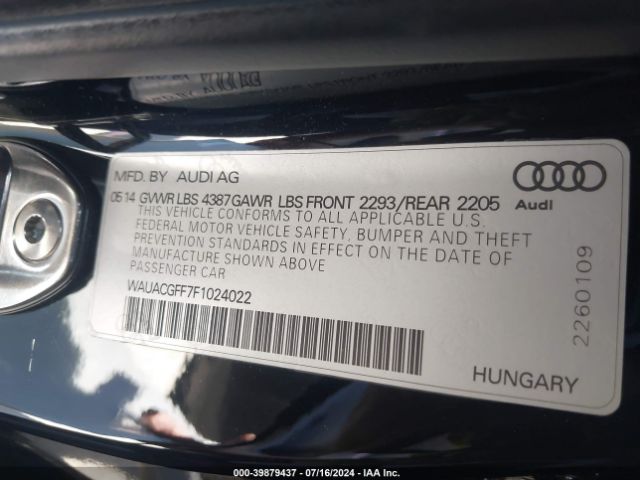 MFD. BY AUDI AG
0514 GVWR LBS 4387 GAWR LBS FRONT 2293/REAR 2205
THIS VEHICLE CONFORMS TO ALL APPLICABLE U.S.
FEDERAL MOTOR VEHICLE SAFETY, BUMPER AND THEFT
PREVENTION STANDARDS IN EFFECT ON THE DATE OF
MANUFACTURE SHOWN ABOVE
PASSENGER CAR
WAUACGFF7F1024022
Audi
2260109
HUNGARY
000-39879437 - 07/16/2024 - IAA Inc.